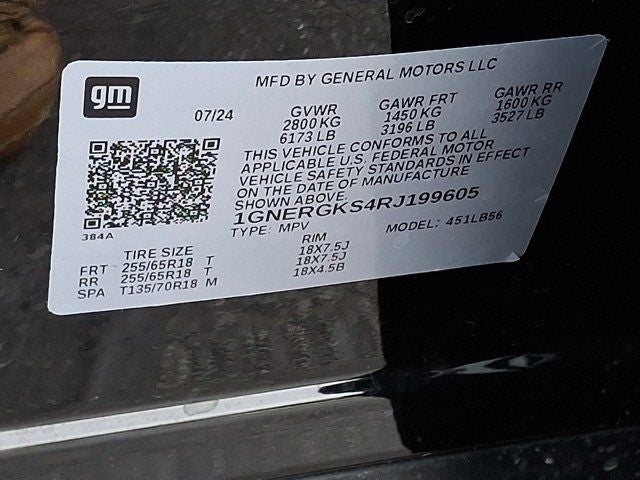 gm
MFD BY GENERAL MOTORS LLC
07/24
GVWR GAWR FRT GAWR RR
2800 KG 1450 KG 1600 KG
6173 LB 3196 LB 3527 LB
THIS VEHICLE CONFORMS TO ALL
APPLICABLE U.S. FEDERAL MOTOR
VEHICLE SAFETY STANDARDS IN EFFECT
ON THE DATE OF MANUFACTURE
SHOWN ABOVE.
1GNERGKS4RJ199605
TYPE: MPV MODEL: 451LB56
384A
TIRE SIZE RIM
FRT 255/65R18 T 18X7.5J
RR 255/65R18 T 18X7.5J
SPA T135/70R18 M 18X4.5B